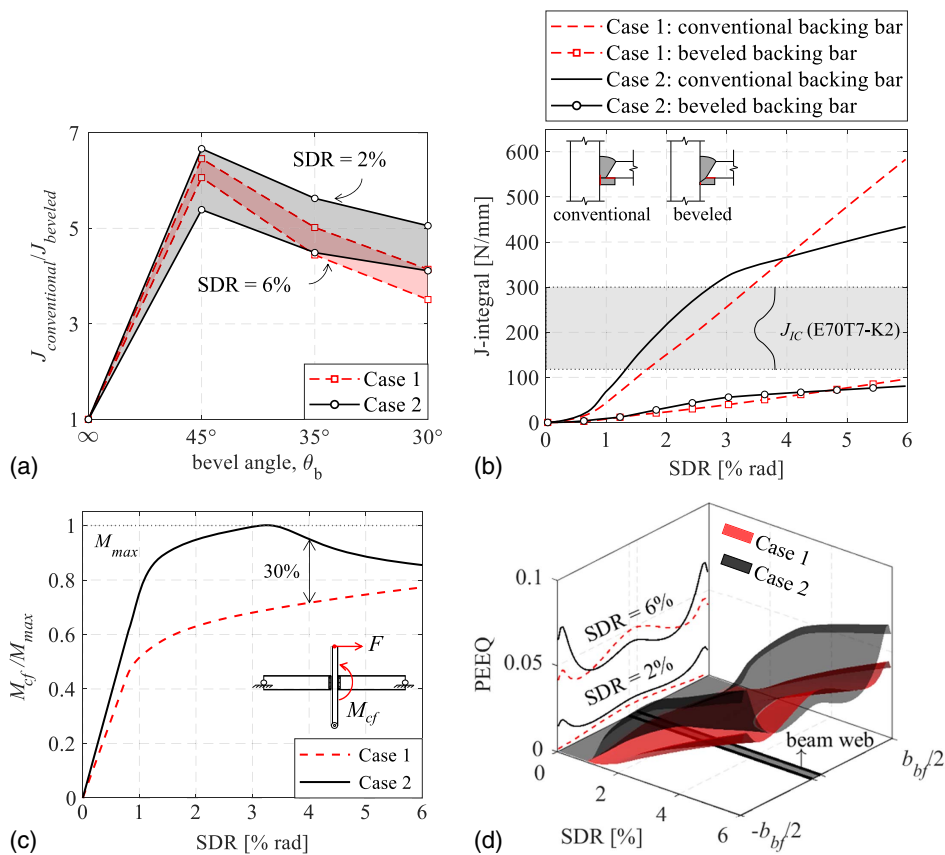 SDR = 2%
SDR = 6%
J_conventional/J_beveled
7
5
3
1
Case 1
Case 2
∞
45°
35°
30°
bevel angle, θ_b
(a)
Case 1: conventional backing bar
Case 1: beveled backing bar
Case 2: conventional backing bar
Case 2: beveled backing bar
J-integral [N/mm]
600
500
400
300
200
100
0
conventional
beveled
J_IC (E70T7-K2)
0
1
2
3
4
5
6
SDR [% rad]
(b)
M_cf/M_max
1
0.8
0.6
0.4
0.2
0
M_max
30%
F
M_cf
Case 1
Case 2
0
1
2
3
4
5
6
SDR [% rad]
(c)
Case 1
Case 2
PEEQ
0.1
0.05
0
SDR = 6%
SDR = 2%
beam web
0
2
4
6
SDR [%]
-b_bf/2
b_bf/2
(d)